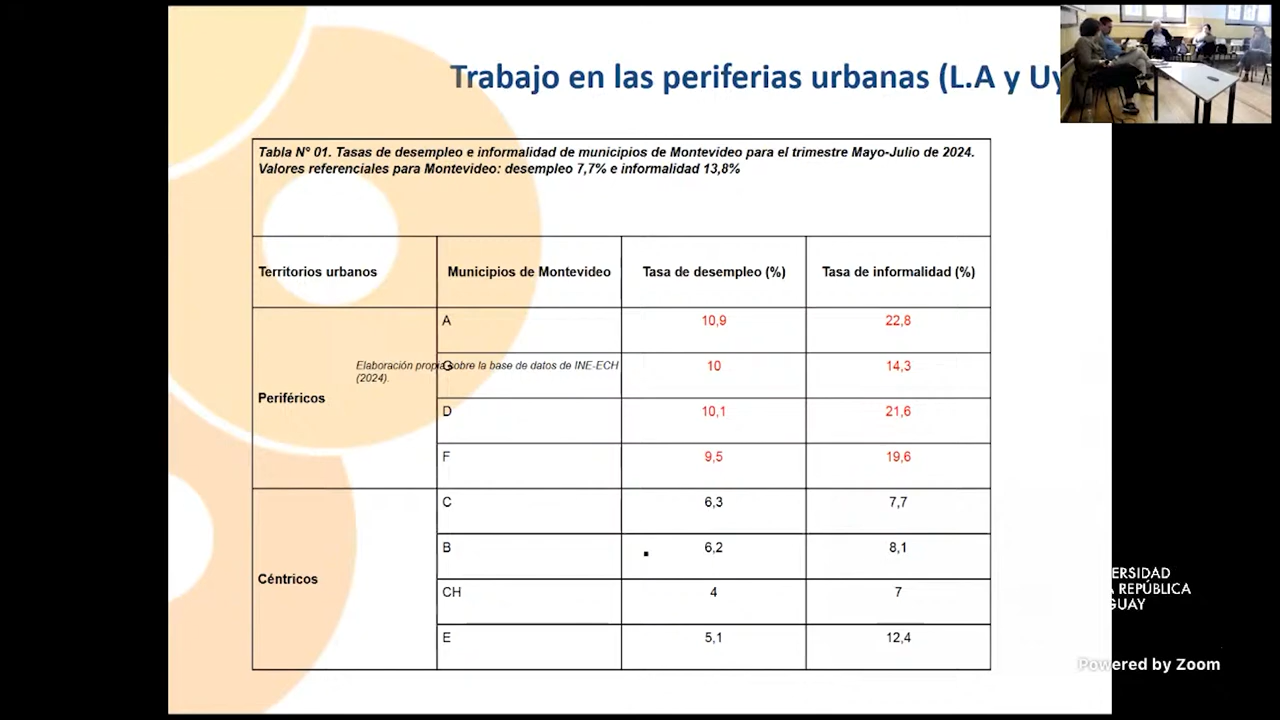 Trabajo en las periferias urbanas (L.A y Uy
Tabla N° 01. Tasas de desempleo e informalidad de municipios de Montevideo para el trimestre Mayo-Julio de 2024.
Valores referenciales para Montevideo: desempleo 7,7% e informalidad 13,8%
Territorios urbanos Municipios de Montevideo Tasa de desempleo (%) Tasa de informalidad (%)
Periféricos
A 10,9 22,8
Elaboración propia sobre la base de datos de INE-ECH
(2024).
G 10 14,3
D 10,1 21,6
F 9,5 19,6
Céntricos
C 6,3 7,7
B 6,2 8,1
CH 4 7
E 5,1 12,4
ERSIDAD
A REPÚBLICA
GUAY
Powered by Zoom